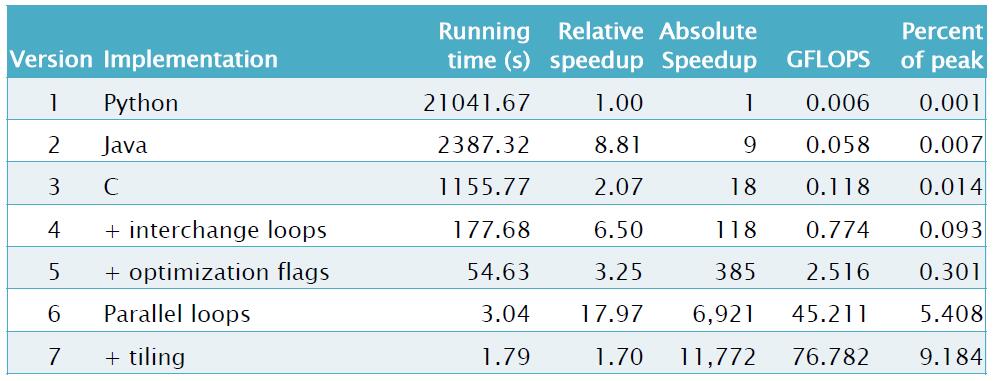 Running Relative Absolute Percent
Version Implementation time (s) speedup Speedup GFLOPS of peak
1 Python 21041.67 1.00 1 0.006 0.001
2 Java 2387.32 8.81 9 0.058 0.007
3 C 1155.77 2.07 18 0.118 0.014
4 + interchange loops 177.68 6.50 118 0.774 0.093
5 + optimization flags 54.63 3.25 385 2.516 0.301
6 Parallel loops 3.04 17.97 6,921 45.211 5.408
7 + tiling 1.79 1.70 11,772 76.782 9.184